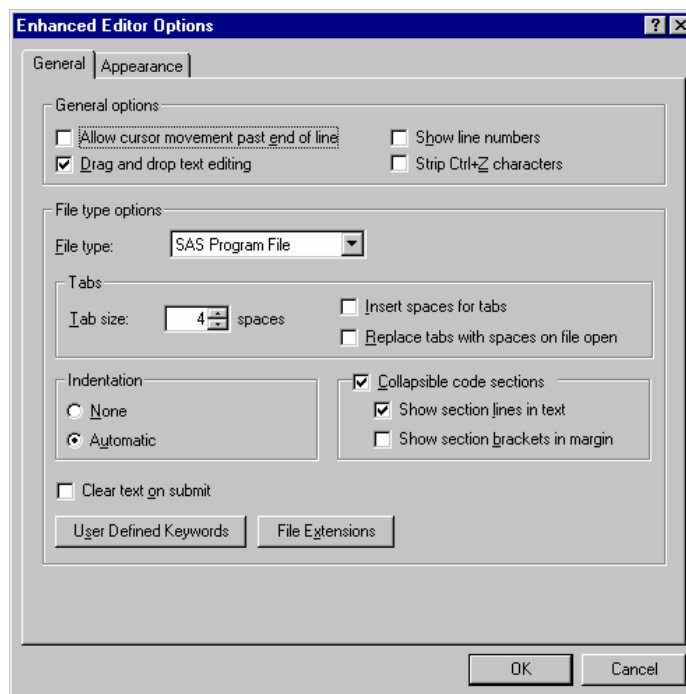 Enhanced Editor Options
General Appearance
General options
Allow cursor movement past end of line
Show line numbers
Drag and drop text editing
Strip Ctrl+Z characters
File type options
File type: SAS Program File
Tabs
Tab size: 4 spaces
Insert spaces for tabs
Replace tabs with spaces on file open
Indentation
None
Automatic
Collapsible code sections
Show section lines in text
Show section brackets in margin
Clear text on submit
User Defined Keywords File Extensions
OK Cancel